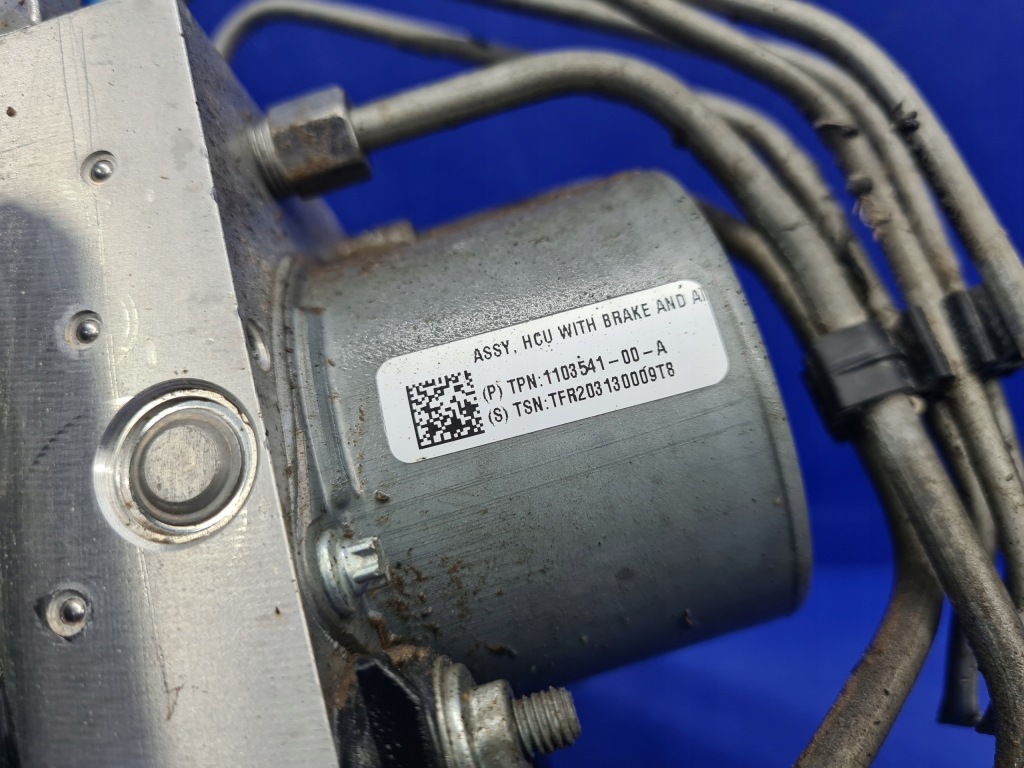 ASSY, HCU WITH BRAKE AND
(P) TPN:1103541-00-A
(S) TSN:TFR203130009T8